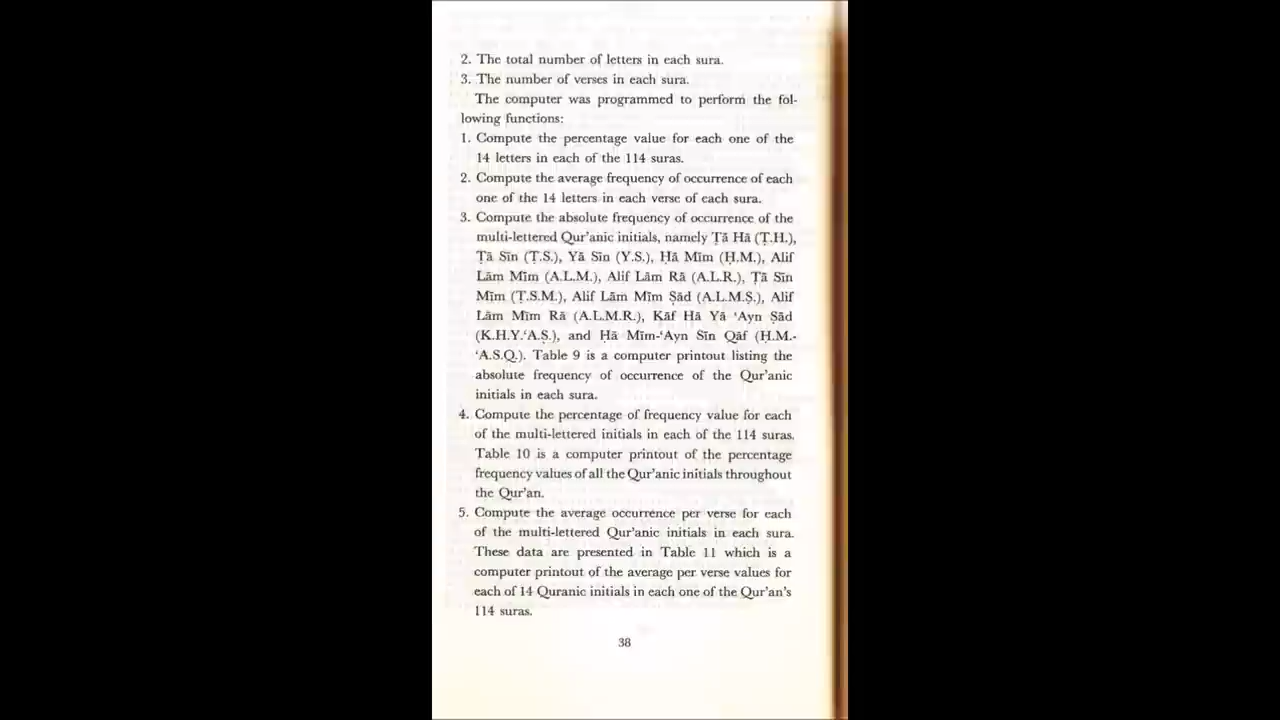 2. The total number of letters in each sura.
3. The number of verses in each sura.
The computer was programmed to perform the fol-
lowing functions:
1. Compute the percentage value for each one of the
14 letters in each of the 114 suras.
2. Compute the average frequency of occurrence of each
one of the 14 letters in each verse of each sura.
3. Compute the absolute frequency of occurrence of the
multi-lettered Qur'anic initials, namely Ṭā Hā (Ṭ.H.),
Ṭā Sīn (Ṭ.S.), Yā Sīn (Y.S.), Ḥā Mīm (Ḥ.M.), Alif
Lām Mīm (A.L.M.), Alif Lām Rā (A.L.R.), Ṭā Sīn
Mīm (Ṭ.S.M.), Alif Lām Mīm Ṣād (A.L.M.Ṣ.), Alif
Lām Mīm Rā (A.L.M.R.), Kāf Hā Yā ‘Ayn Ṣād
(K.H.Y.‘A.Ṣ.), and Ḥā Mīm-‘Ayn Sīn Qāf (Ḥ.M.-
‘A.S.Q.). Table 9 is a computer printout listing the
absolute frequency of occurrence of the Qur'anic
initials in each sura.
4. Compute the percentage of frequency value for each
of the multi-lettered initials in each of the 114 suras.
Table 10 is a computer printout of the percentage
frequency values of all the Qur'anic initials throughout
the Qur'an.
5. Compute the average occurrence per verse for each
of the multi-lettered Qur'anic initials in each sura.
These data are presented in Table 11 which is a
computer printout of the average per verse values for
each of 14 Quranic initials in each one of the Qur'an's
114 suras.
38